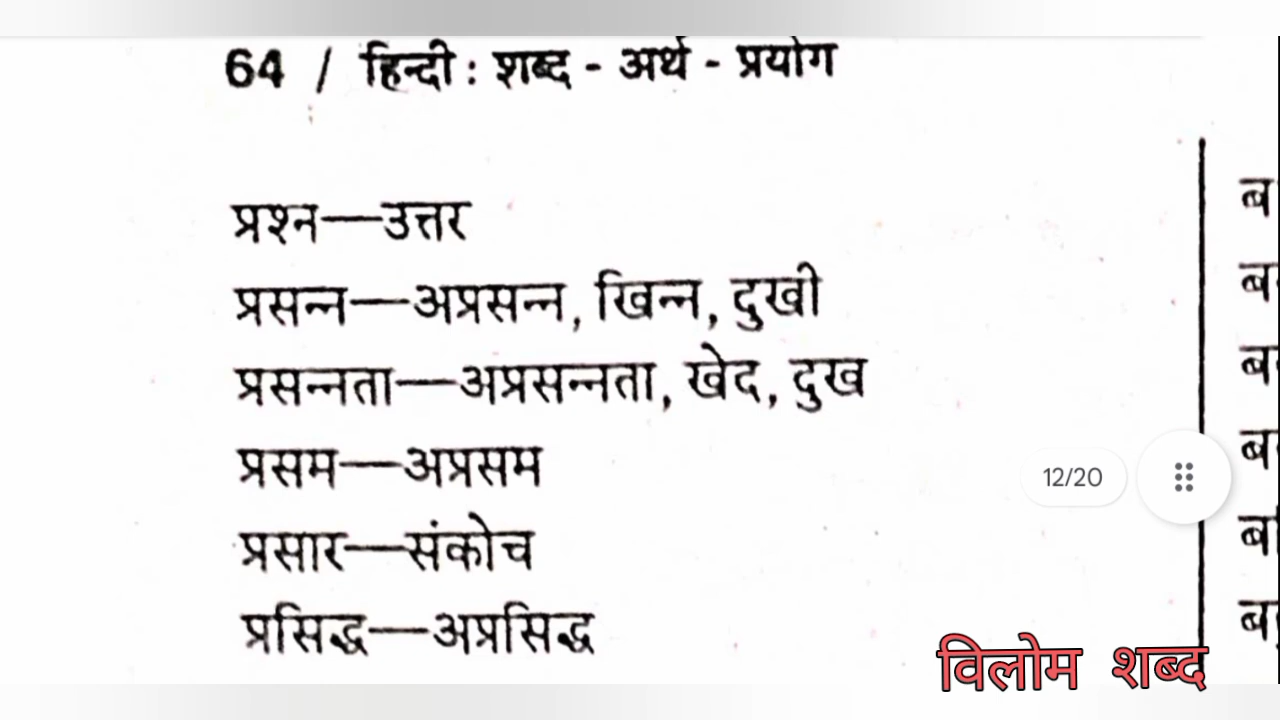 64 / हिन्दी : शब्द - अर्थ - प्रयोग
प्रश्न—उत्तर
प्रसन्न—अप्रसन्न, खिन्न, दुखी
प्रसन्नता—अप्रसन्नता, खेद, दुख
प्रसम—अप्रसम
प्रसार—संकोच
प्रसिद्ध—अप्रसिद्ध
12/20
विलोम शब्द